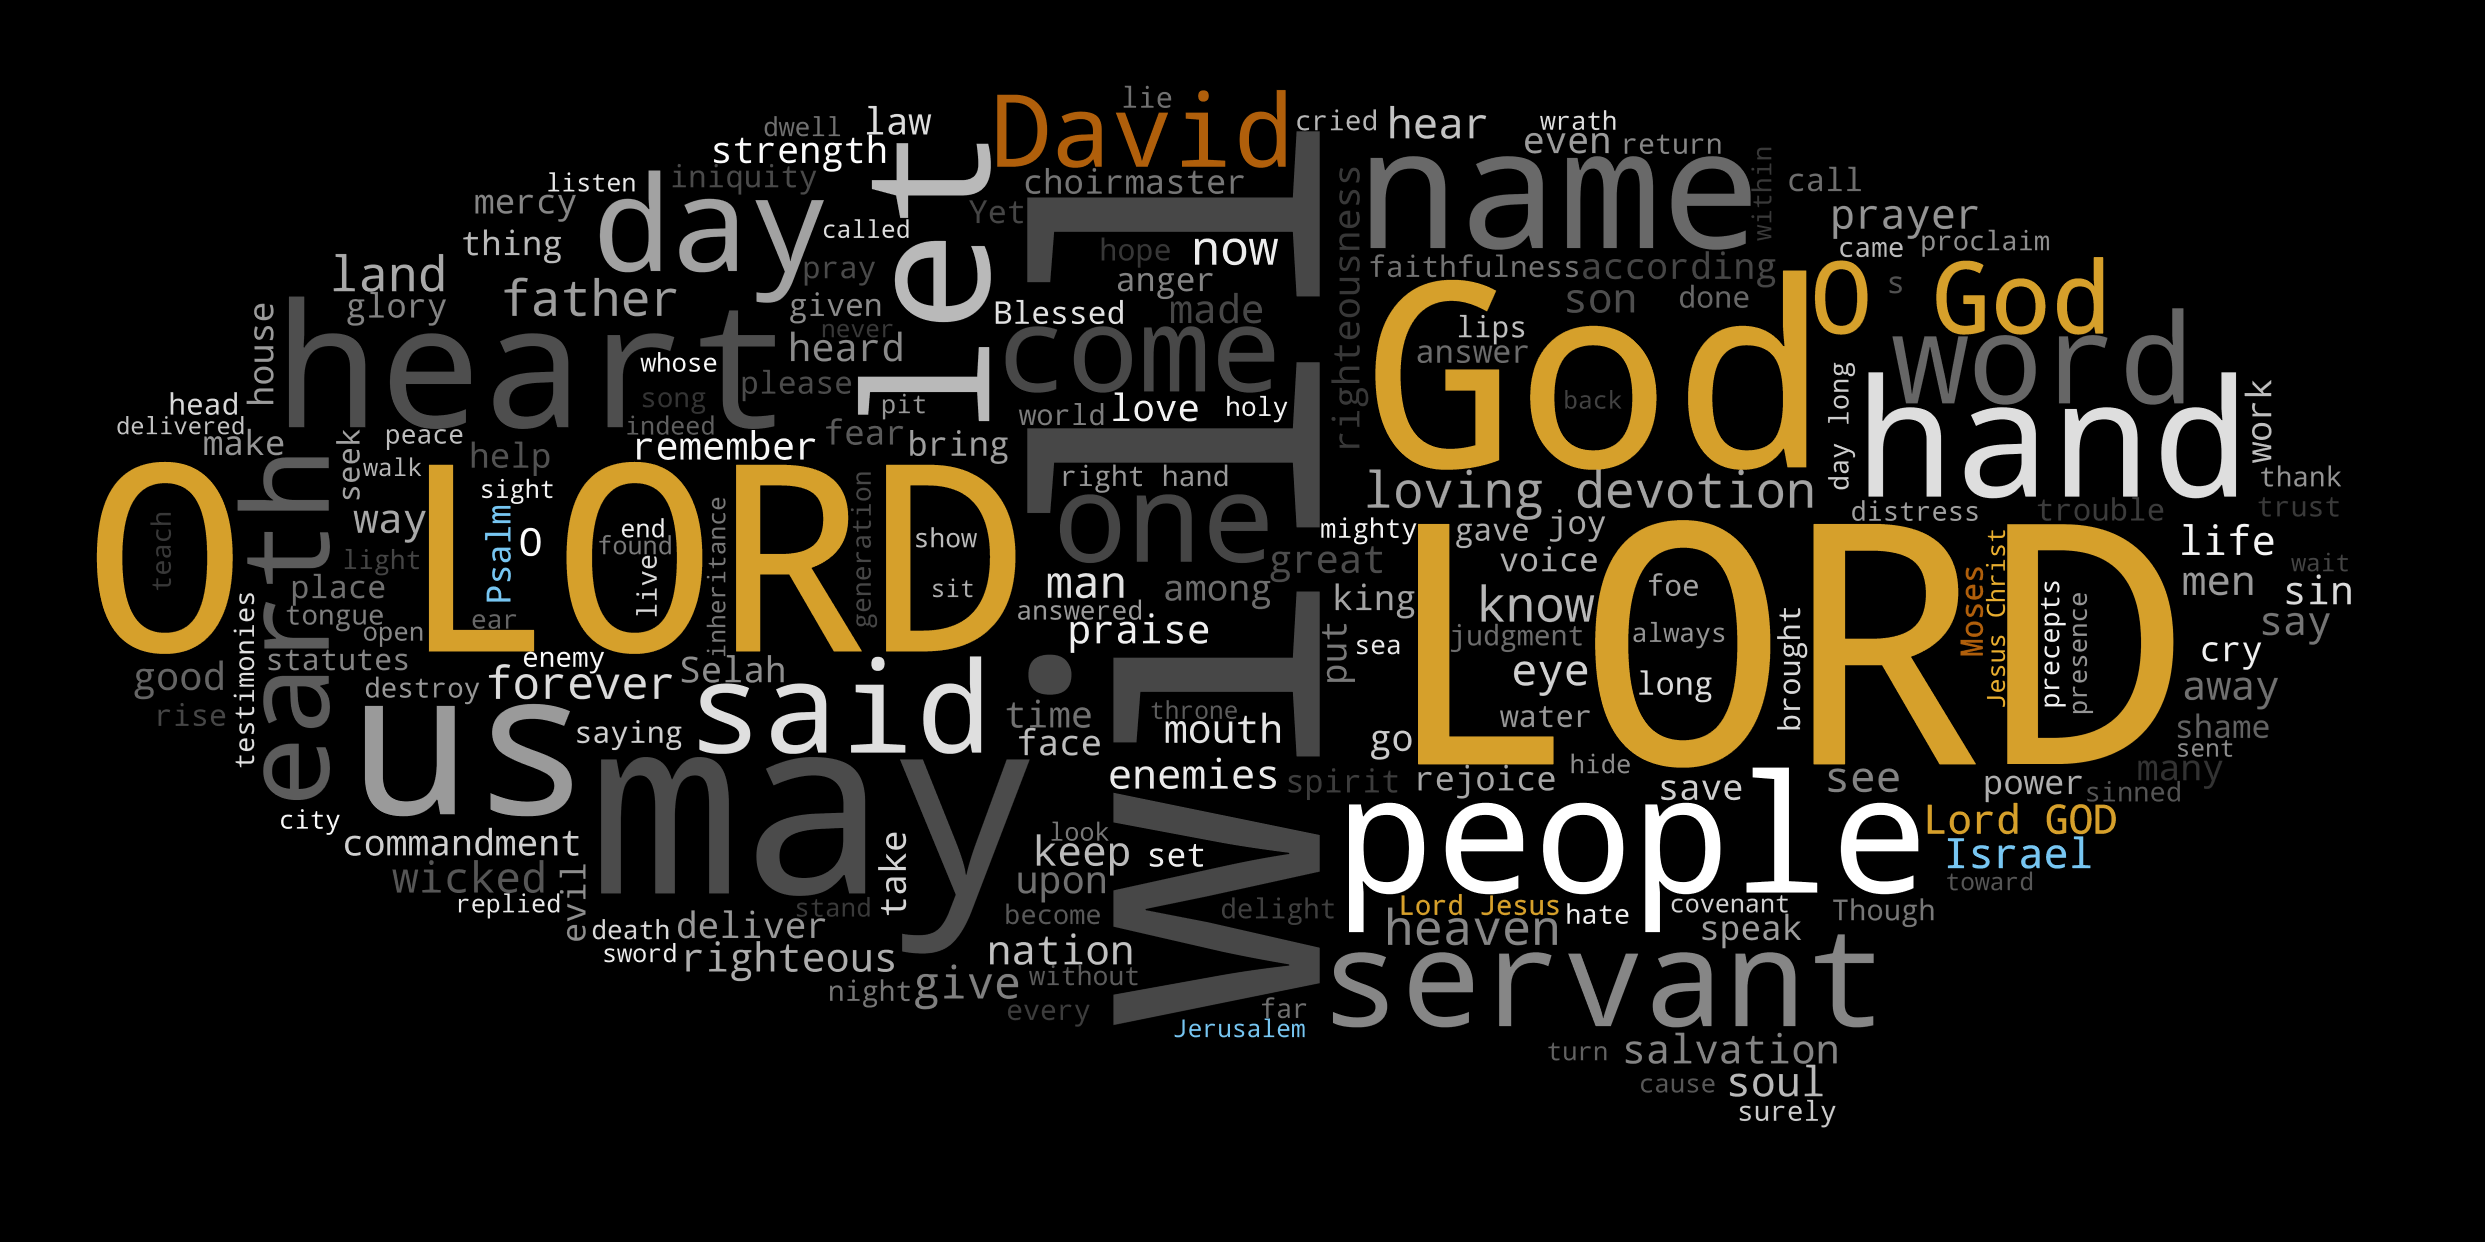 lie
David
cried
hear
wrath
law
dwell
strength
let
even
return
choirmaster
name
within
call
listen
iniquity
day
mercy
Yet
righteousness
prayer
called
thing
hope
now
came
proclaim
pray
anger
faithfulness
according
land
father
glory
given
Blessed
made
son
done
s
God
O God
house
heart
never
heard
come
lips
answer
word
whose
please
song
pit
world
love
holy
back
day long
hand
work
head
delivered
make
seek
peace
indeed
remember
fear
bring
will
help
walk
right hand
loving devotion
thank
trust
O LORD
earth
sight
Psalm
way
O
end
found
live
inheritance
generation
show
one
mighty
gave
joy
distress
trouble
teach
light
great
voice
life
wait
place
tongue
ear
sit
man
among
king
know
foe
LORD
Moses
Jesus Christ
precepts
presence
men
sin
answered
testimonies
open
praise
put
sea
judgment
always
brought
say
statutes
enemy
good
destroy
forever
Selah
eye
long
cry
away
rise
us
saying
said
time
face
throne
mouth
go
water
shame
sent
may
enemies
spirit
rejoice
hide
save
see
power
sinned
many
city
commandment
take
look
keep
set
people
Lord GOD
Israel
toward
wicked
evil
replied
stand
upon
become
delight
Lord Jesus
hate
covenant
Though
death
deliver
heaven
speak
sword
righteous
nation
without
servant
night
give
every
far
Jerusalem
turn
salvation
cause
soul
surely